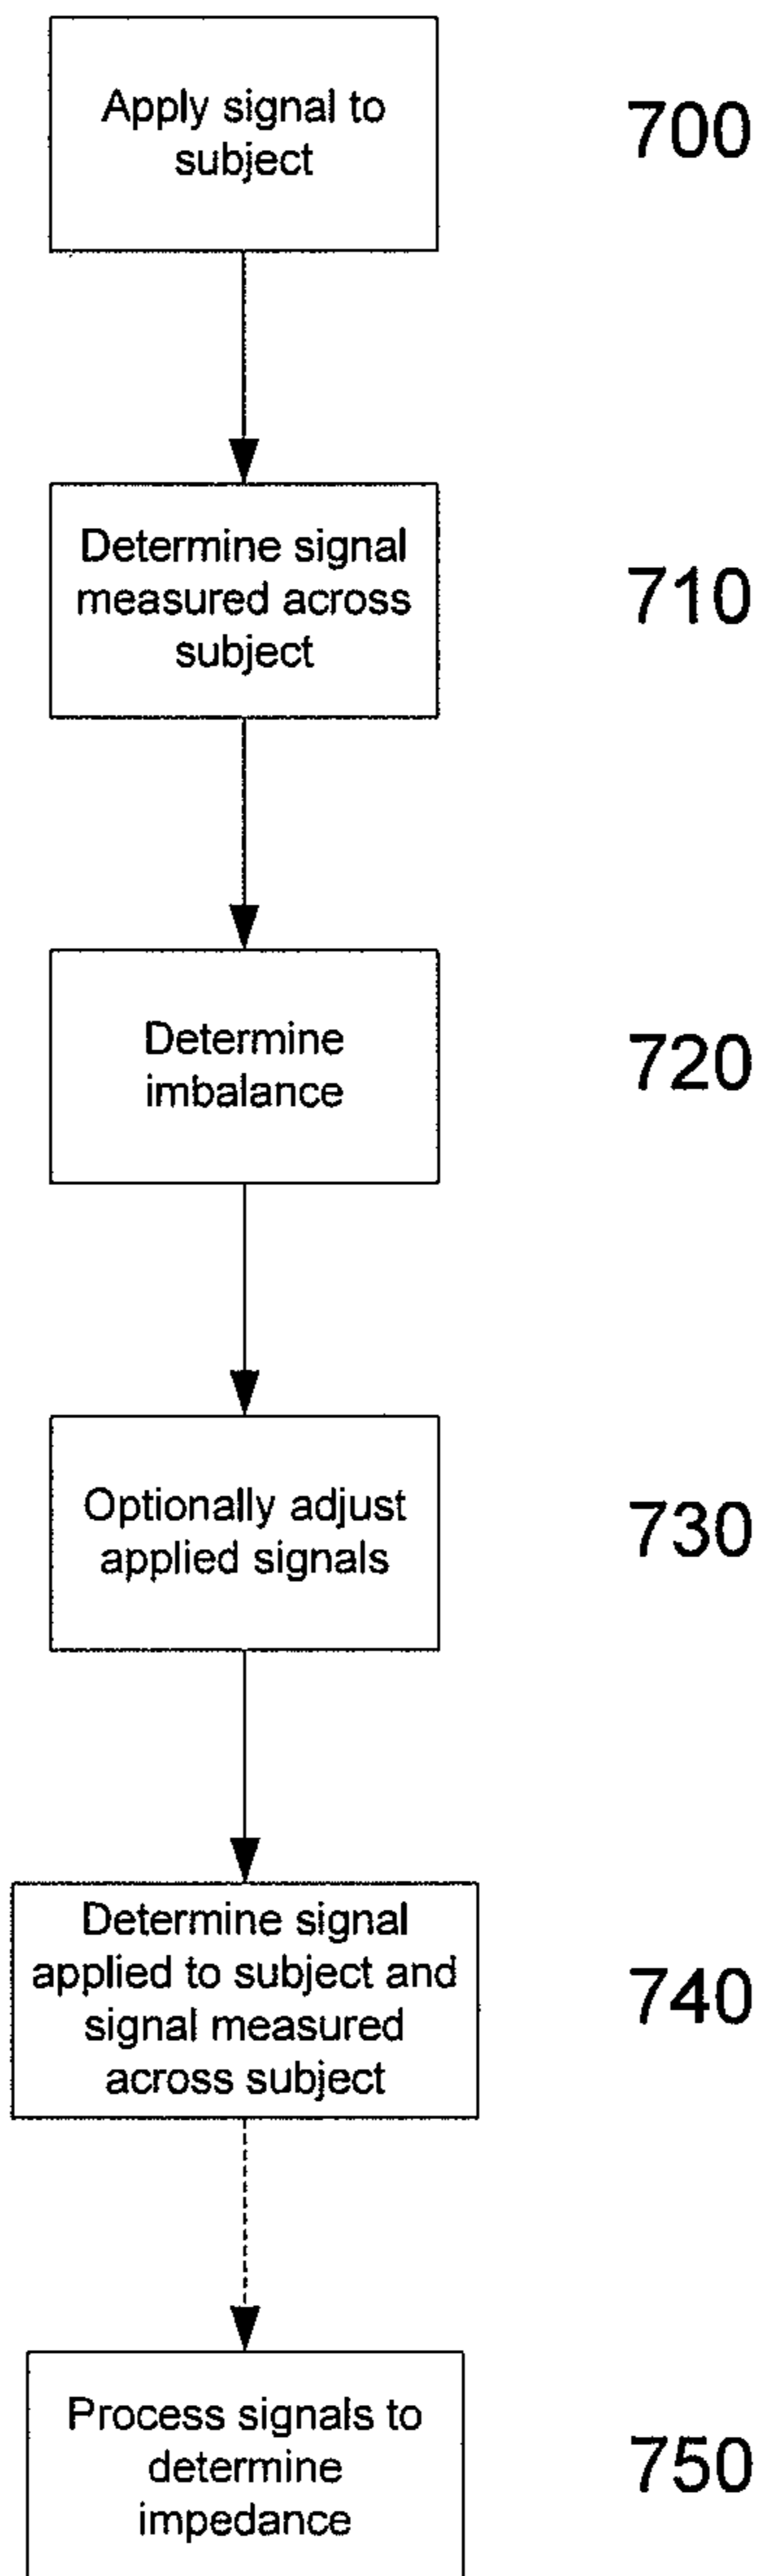 Apply signal to
subject
700
Determine signal
measured across
subject
710
Determine
imbalance
720
Optionally adjust
applied signals
730
Determine signal
applied to subject and
signal measured
across subject
740
Process signals to
determine
impedance
750